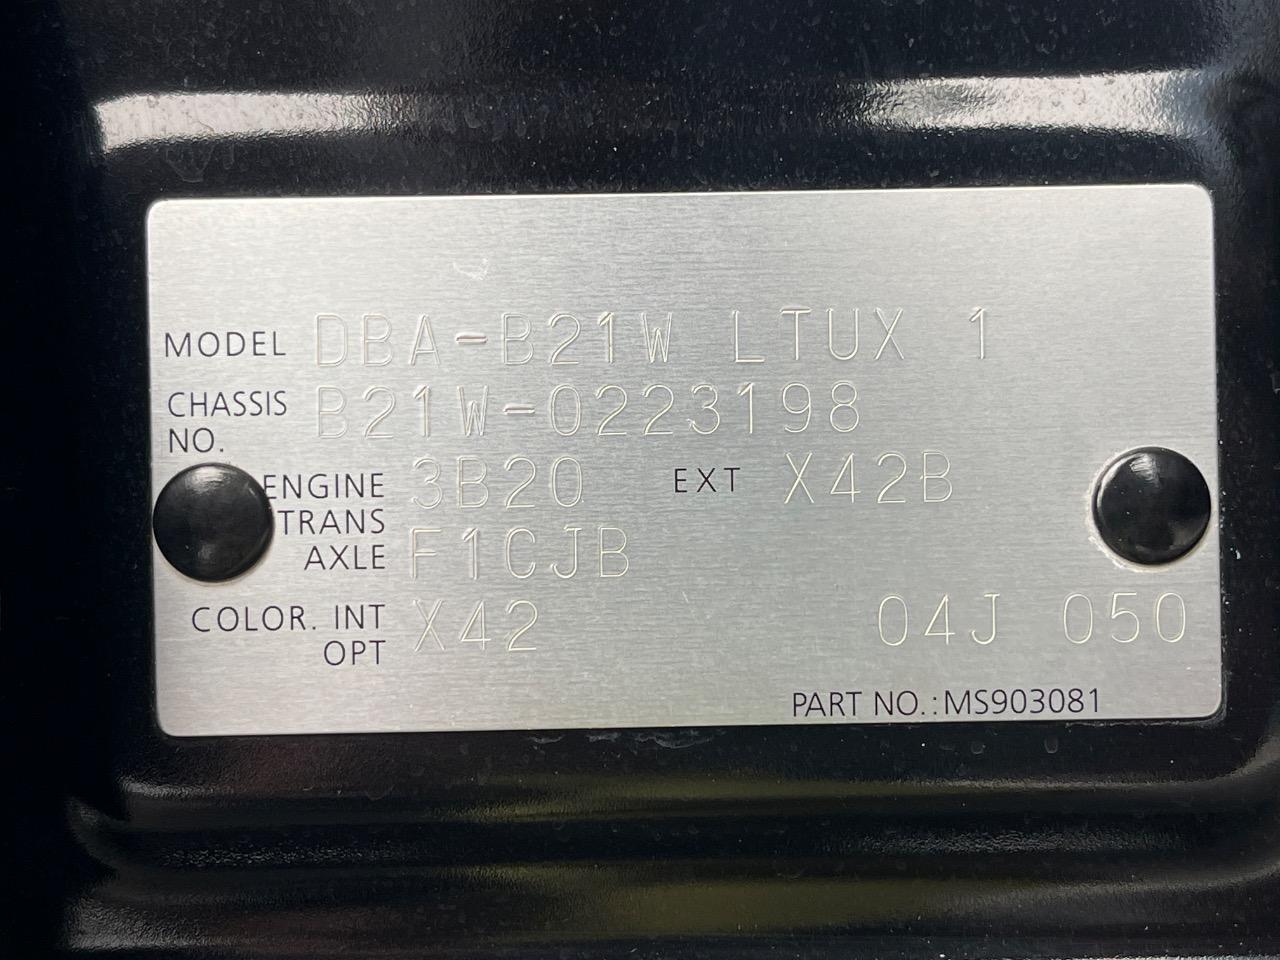 MODEL DBA-B21W LTUX 1
CHASSIS NO. B21W-0223198
ENGINE 3B20 EXT X42B
TRANS AXLE F1CJB
COLOR. INT X42 04J 050
OPT
PART NO.:MS903081